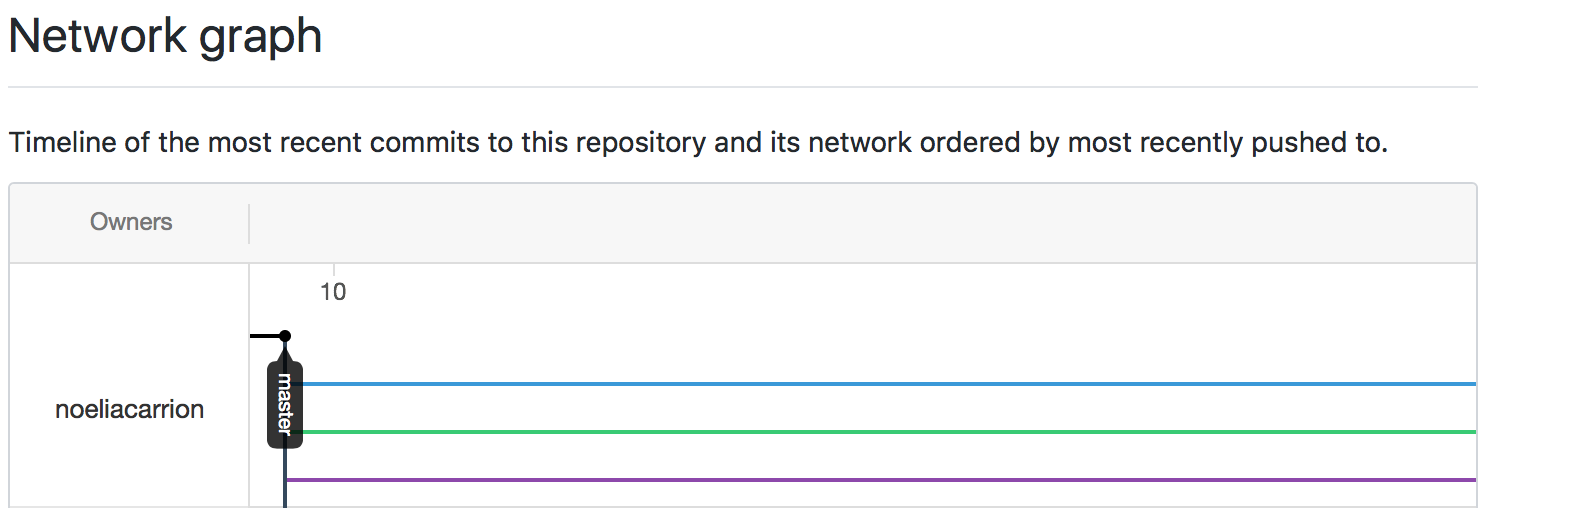 Network graph
Timeline of the most recent commits to this repository and its network ordered by most recently pushed to.
Owners
10
master
noeliacarrion